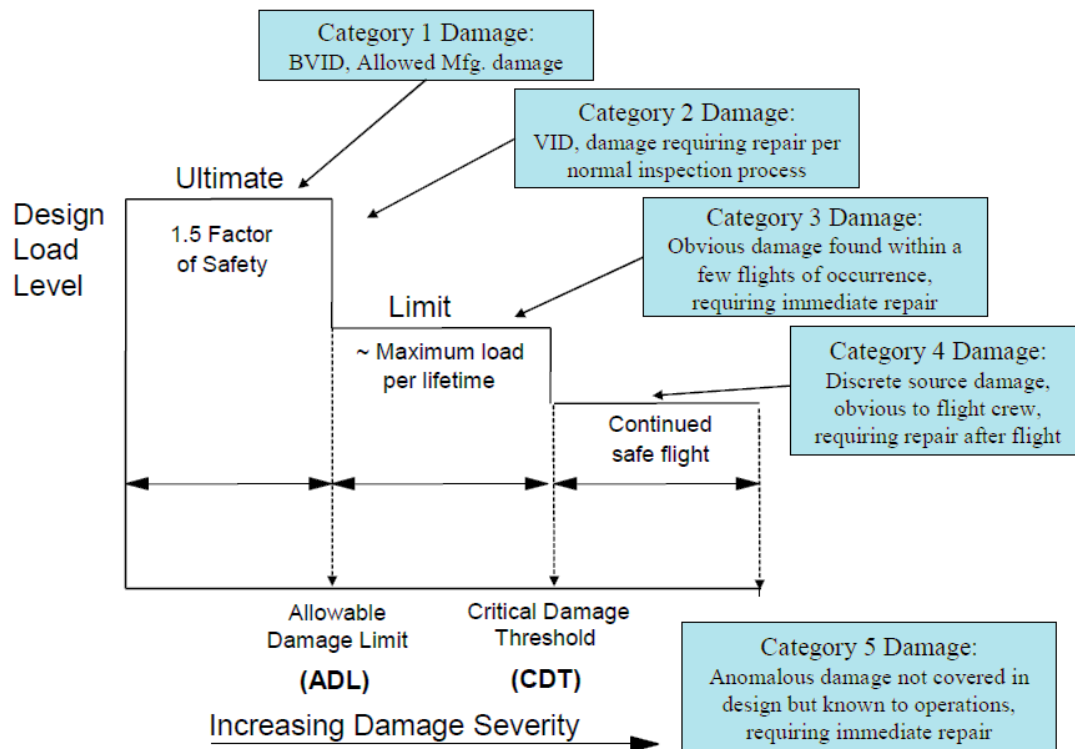 Category 1 Damage:
BVID, Allowed Mfg. damage
Category 2 Damage:
VID, damage requiring repair per
normal inspection process
Ultimate
Design
Load
Level
1.5 Factor
of Safety
Category 3 Damage:
Obvious damage found within a
few flights of occurrence,
requiring immediate repair
Limit
~ Maximum load
per lifetime
Category 4 Damage:
Discrete source damage,
obvious to flight crew,
requiring repair after flight
Continued
safe flight
Allowable
Damage Limit
(ADL)
Critical Damage
Threshold
(CDT)
Category 5 Damage:
Anomalous damage not covered in
design but known to operations,
requiring immediate repair
Increasing Damage Severity